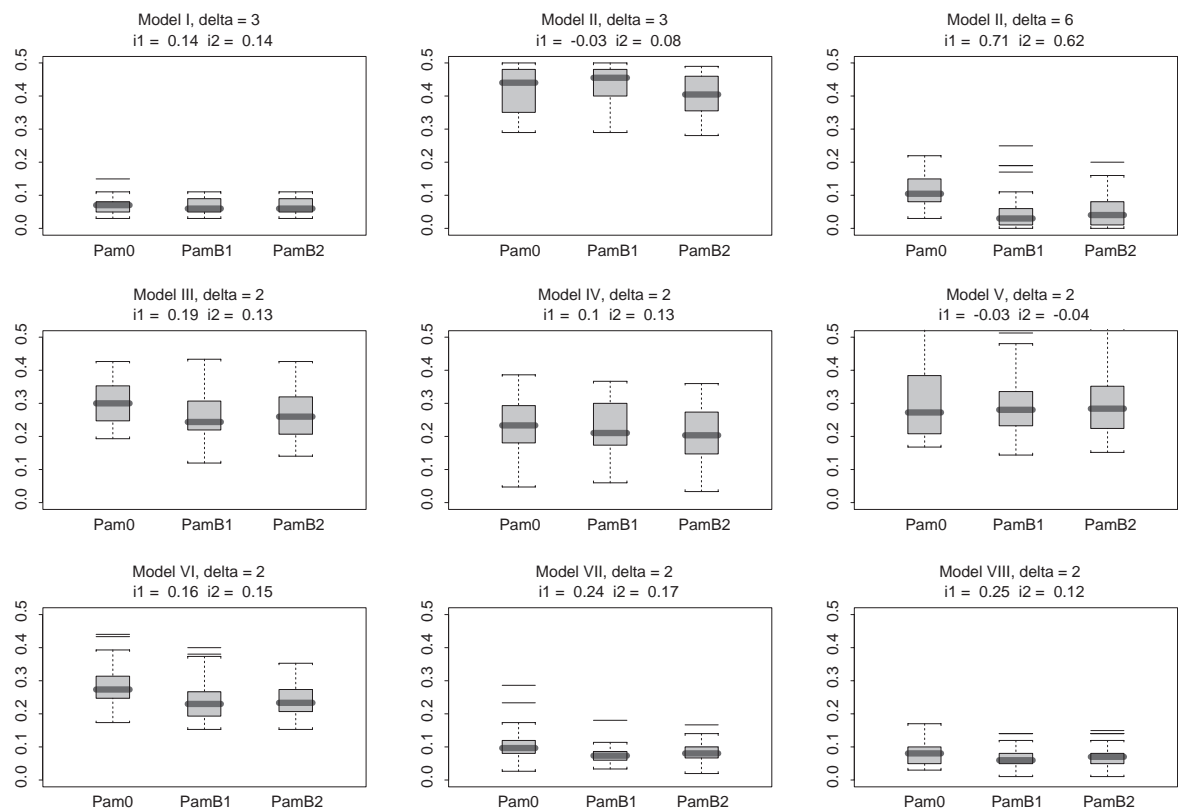 Model I, delta = 3
i1 = 0.14 i2 = 0.14
0.0 0.1 0.2 0.3 0.4 0.5
Pam0 PamB1 PamB2
Model II, delta = 3
i1 = -0.03 i2 = 0.08
0.0 0.1 0.2 0.3 0.4 0.5
Pam0 PamB1 PamB2
Model II, delta = 6
i1 = 0.71 i2 = 0.62
0.0 0.1 0.2 0.3 0.4 0.5
Pam0 PamB1 PamB2
Model III, delta = 2
i1 = 0.19 i2 = 0.13
0.0 0.1 0.2 0.3 0.4 0.5
Pam0 PamB1 PamB2
Model IV, delta = 2
i1 = 0.1 i2 = 0.13
0.0 0.1 0.2 0.3 0.4 0.5
Pam0 PamB1 PamB2
Model V, delta = 2
i1 = -0.03 i2 = -0.04
0.0 0.1 0.2 0.3 0.4 0.5
Pam0 PamB1 PamB2
Model VI, delta = 2
i1 = 0.16 i2 = 0.15
0.0 0.1 0.2 0.3 0.4 0.5
Pam0 PamB1 PamB2
Model VII, delta = 2
i1 = 0.24 i2 = 0.17
0.0 0.1 0.2 0.3 0.4 0.5
Pam0 PamB1 PamB2
Model VIII, delta = 2
i1 = 0.25 i2 = 0.12
0.0 0.1 0.2 0.3 0.4 0.5
Pam0 PamB1 PamB2